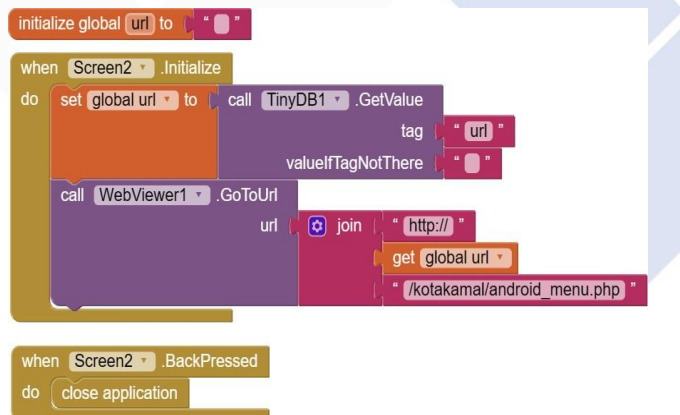 initialize global url to " "
when Screen2 .Initialize
do set global url to call TinyDB1 .GetValue
tag " url "
valueIfTagNotThere " "
call WebViewer1 .GoToUrl
url join " http:// "
get global url
" /kotakamal/android_menu.php "
when Screen2 .BackPressed
do close application